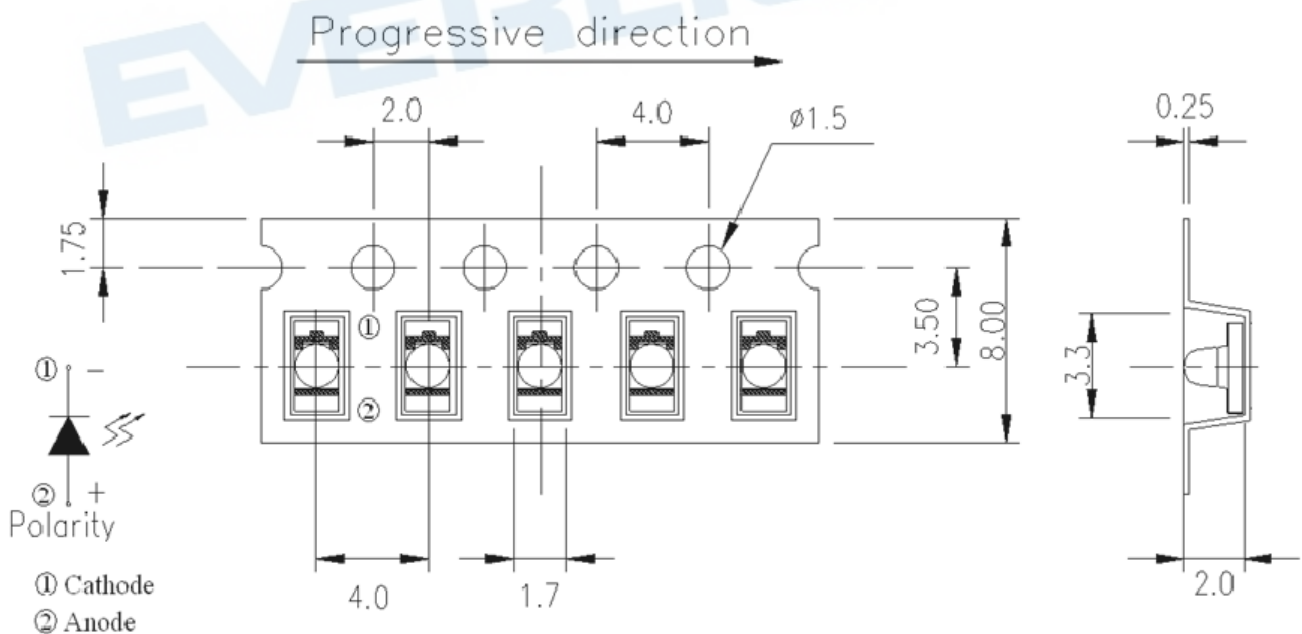 EVERL
Progressive direction
2.0
4.0
ø1.5
0.25
1.75
①
②
3.50
8.00
3.3
① -
② +
Polarity
4.0
1.7
2.0
① Cathode
② Anode